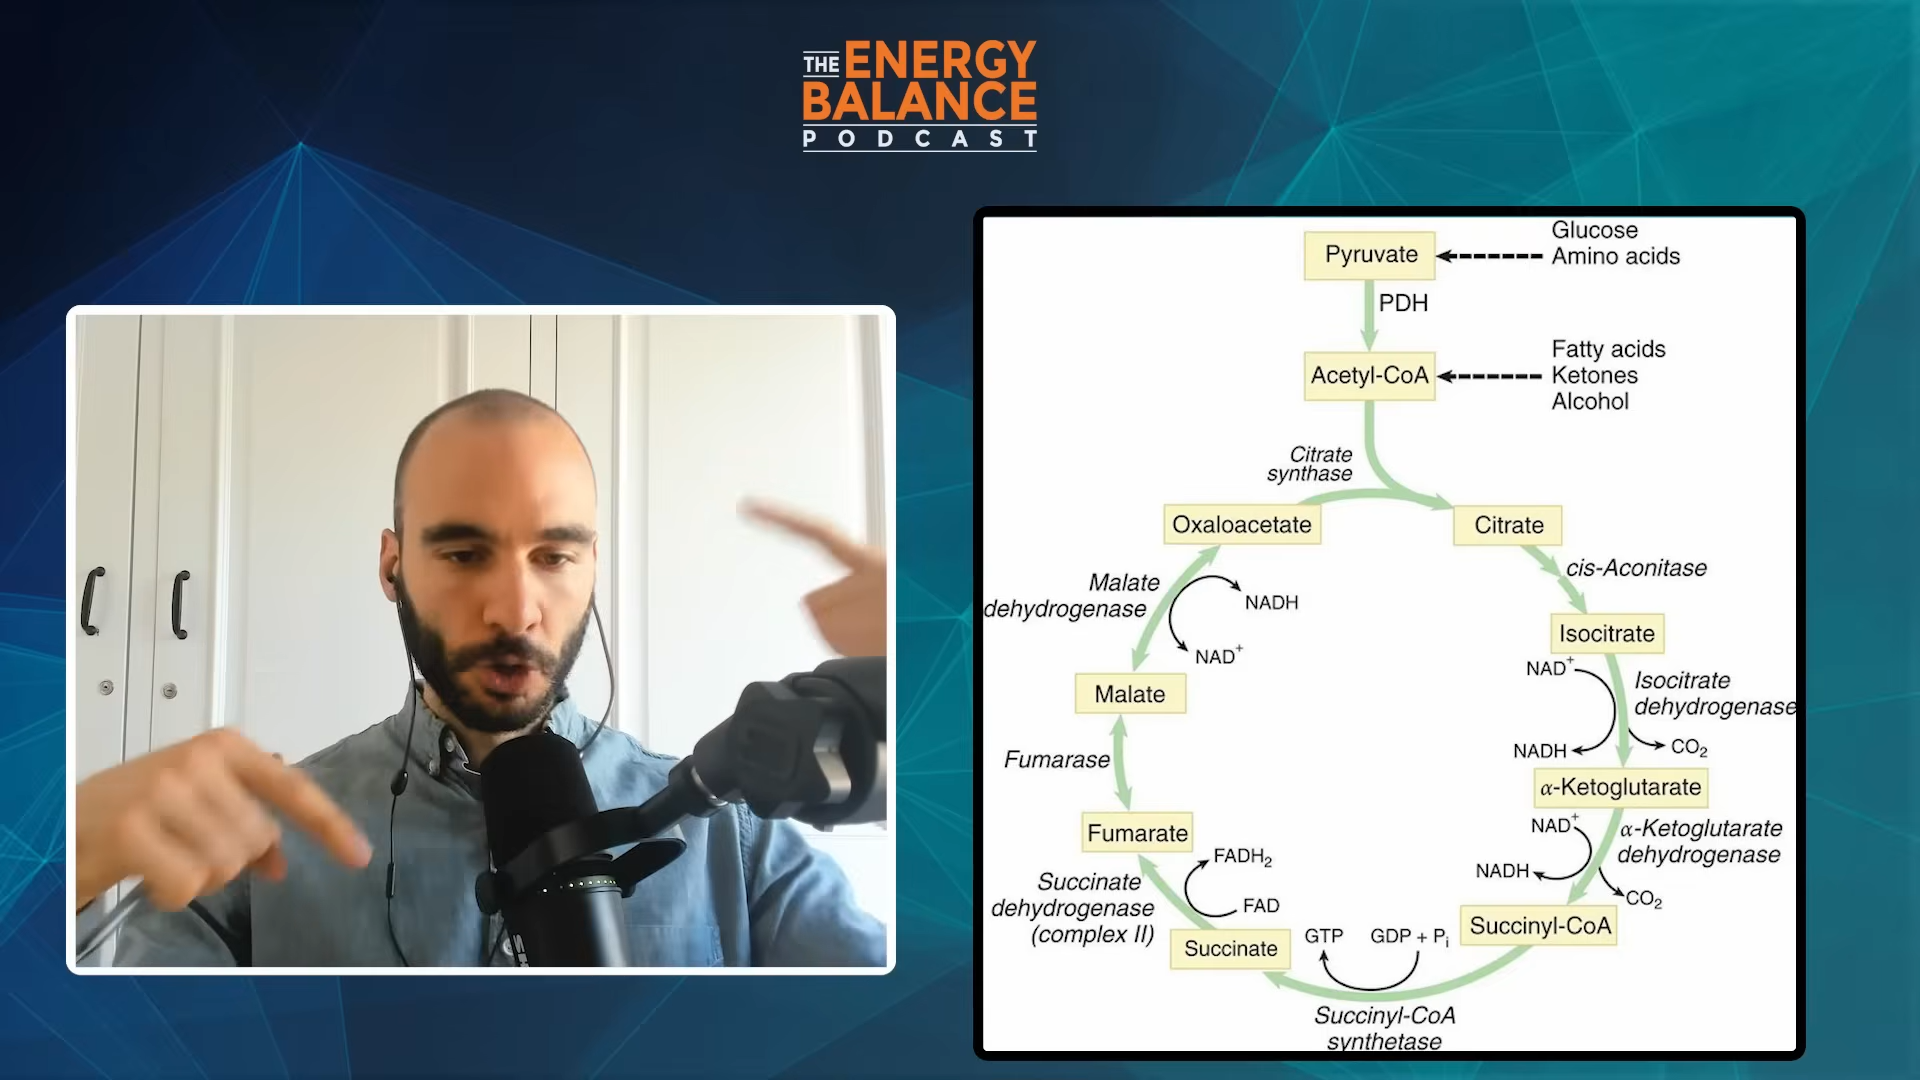 THE ENERGY
BALANCE
PODCAST
Pyruvate
Glucose
Amino acids
PDH
Acetyl-CoA
Fatty acids
Ketones
Alcohol
Citrate
synthase
Oxaloacetate
Citrate
cis-Aconitase
Malate
dehydrogenase
NADH
NAD+
Isocitrate
NAD+
Isocitrate
dehydrogenase
NADH
CO2
Malate
Fumarase
α-Ketoglutarate
NAD+
α-Ketoglutarate
dehydrogenase
NADH
CO2
Fumarate
FADH2
FAD
Succinate
dehydrogenase
(complex II)
Succinate
GTP
GDP + Pi
Succinyl-CoA
Succinyl-CoA
synthetase